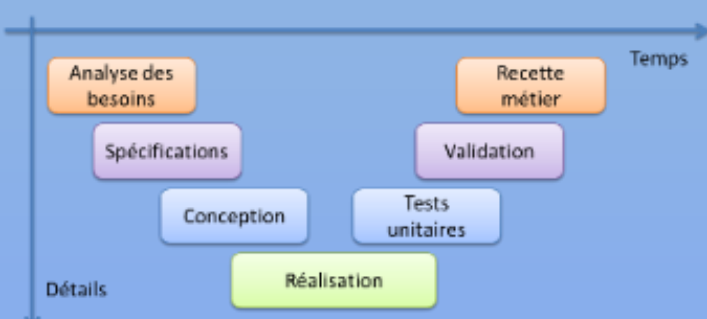 Temps
Analyse des
besoins
Recette
métier
Spécifications
Validation
Conception
Tests
unitaires
Réalisation
Détails